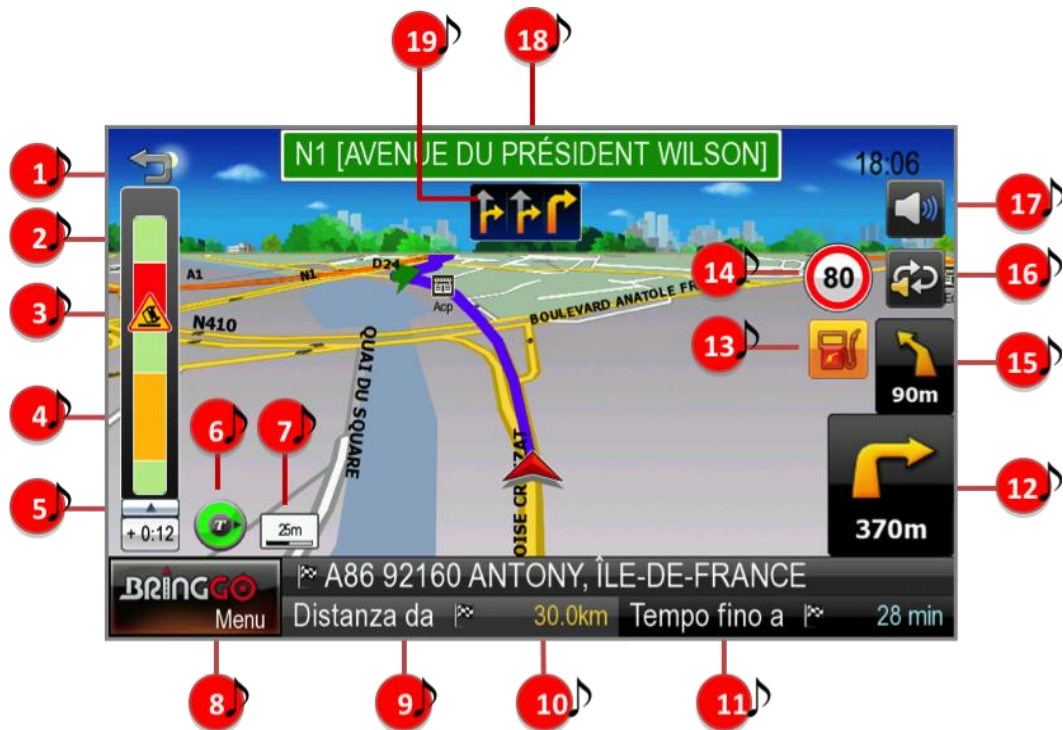 19
18
N1 [AVENUE DU PRÉSIDENT WILSON]
18:06
1
17
2
A1
N1
D24
14
80
16
3
Acp
BOULEVARD ANATOLE FR
N410
13
15
90m
QUAI DU SQUARE
4
6
7
12
OISE CR ZAT
370m
5
T
25m
+ 0:12
BRINGGO
Menu
A86 92160 ANTONY, ÎLE-DE-FRANCE
Distanza da 30.0km Tempo fino a 28 min
8
9
10
11